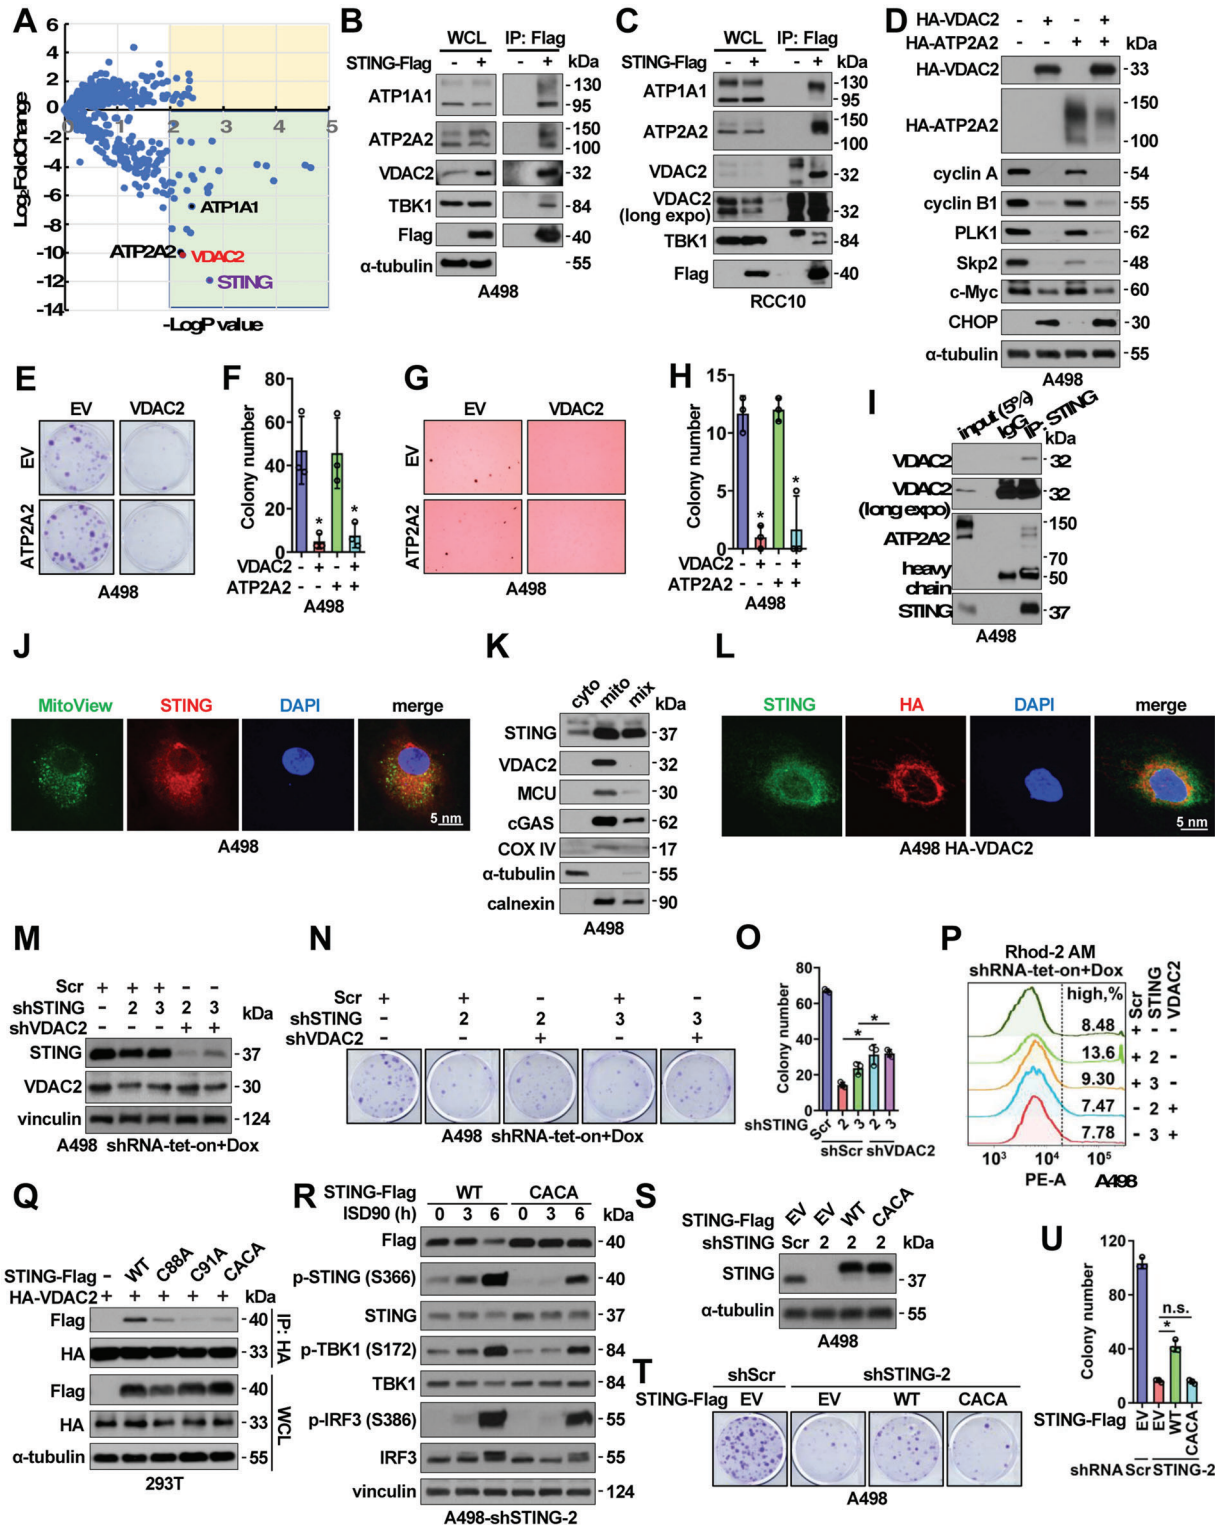 A
6
4
2
0
-2
-4
-6
-8
-10
-12
-14
0 1 2 3 4 5
Log2FoldChange
-LogP value
ATP1A1
ATP2A2
VDAC2
STING
B
WCL IP: Flag
STING-Flag - + - + kDa
ATP1A1 -130
-95
ATP2A2 -150
-100
VDAC2 -32
TBK1 -84
Flag -40
α-tubulin -55
A498
C
WCL IP: Flag
STING-Flag - + - + kDa
ATP1A1 -130
-95
ATP2A2 -150
-100
VDAC2 -32
VDAC2
(long expo) -32
TBK1 -84
Flag -40
RCC10
D
HA-VDAC2 - + - +
HA-ATP2A2 - - + + kDa
HA-VDAC2 -33
HA-ATP2A2 -150
-100
cyclin A -54
cyclin B1 -55
PLK1 -62
Skp2 -48
c-Myc -60
CHOP -30
α-tubulin -55
A498
E
EV VDAC2
EV
ATP2A2
A498
F
Colony number
80
60
40
20
0
* *
VDAC2 - + - +
ATP2A2 - - + +
A498
G
EV VDAC2
EV
ATP2A2
A498
H
Colony number
15
10
5
0
* *
VDAC2 - + - +
ATP2A2 - - + +
A498
I
input (5%)
IgG
IP: STING
kDa
VDAC2 -32
VDAC2
(long expo) -32
ATP2A2 -150
-70
heavy
chain -50
STING -37
A498
J
MitoView STING DAPI merge
5 nm
A498
K
cyto mito mix kDa
STING -37
VDAC2 -32
MCU -30
cGAS -62
COX IV -17
α-tubulin -55
calnexin -90
A498
L
STING HA DAPI merge
5 nm
A498 HA-VDAC2
M
Scr + + + - -
shSTING - 2 3 2 3 kDa
shVDAC2 - - - + +
STING -37
VDAC2 -30
vinculin -124
A498 shRNA-tet-on+Dox
N
Scr + + - + -
shSTING - 2 2 3 3
shVDAC2 - - + - +
A498 shRNA-tet-on+Dox
O
Colony number
80
60
40
20
0
* *
shSTING Scr 2 3 2 3
shScr shVDAC2
P
Rhod-2 AM
shRNA-tet-on+Dox
high,%
Scr STING VDAC2
8.48 + - -
13.6 + 2 -
9.30 + 3 -
7.47 - 2 +
7.78 - 3 +
10³ 10⁴ 10⁵
PE-A A498
Q
STING-Flag - WT C88A C91A CACA
HA-VDAC2 + + + + + kDa
Flag -40
HA -33
IP: HA
Flag -40
HA -33
α-tubulin -55
WCL
293T
R
STING-Flag WT CACA
ISD90 (h) 0 3 6 0 3 6 kDa
Flag -40
p-STING (S366) -40
STING -37
p-TBK1 (S172) -84
TBK1 -84
p-IRF3 (S386) -55
IRF3 -55
vinculin -124
A498-shSTING-2
S
STING-Flag EV EV WT CACA
shSTING Scr 2 2 2 kDa
STING -37
α-tubulin -55
A498
T
shScr shSTING-2
STING-Flag EV EV WT CACA
A498
U
Colony number
120
80
40
0
n.s.
*
STING-Flag EV EV WT CACA
shRNA Scr STING-2